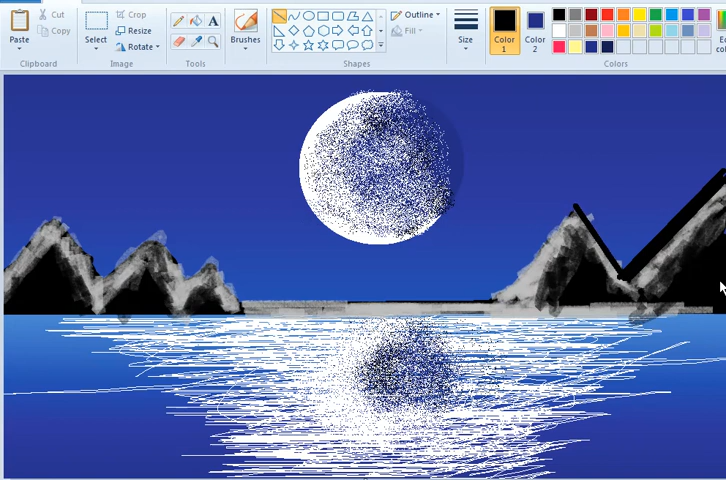 Paste
Cut
Copy
Clipboard
Select
Crop
Resize
Rotate
Image
A
Tools
Brushes
Outline
Fill
Shapes
Size
Color
1
Color
2
Colors